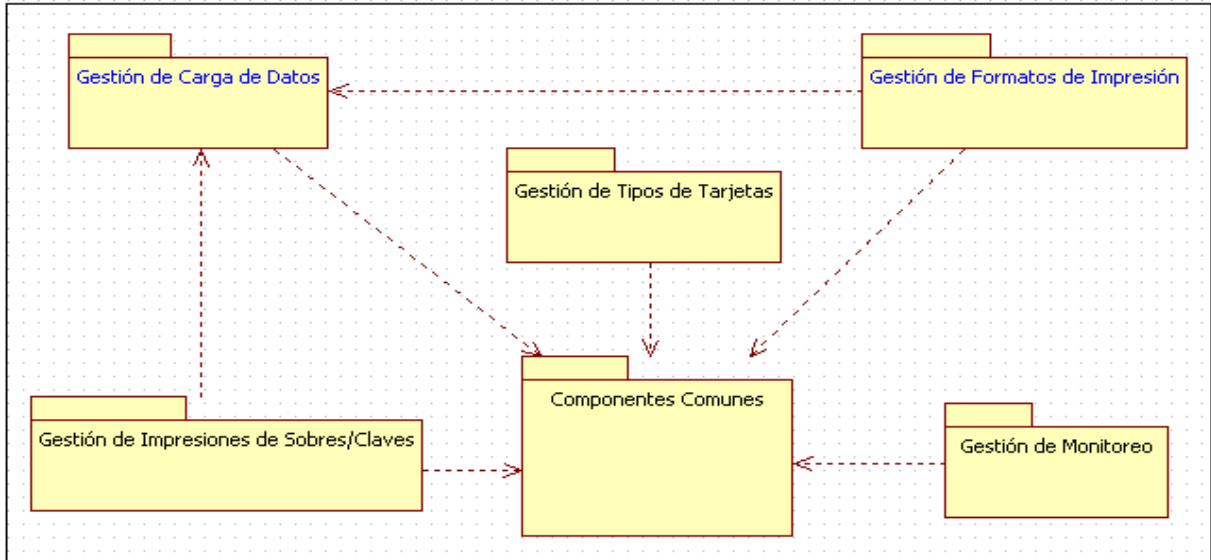 Gestión de Carga de Datos
Gestión de Formatos de Impresión
Gestión de Tipos de Tarjetas
Componentes Comunes
Gestión de Impresiones de Sobres/Claves
Gestión de Monitoreo